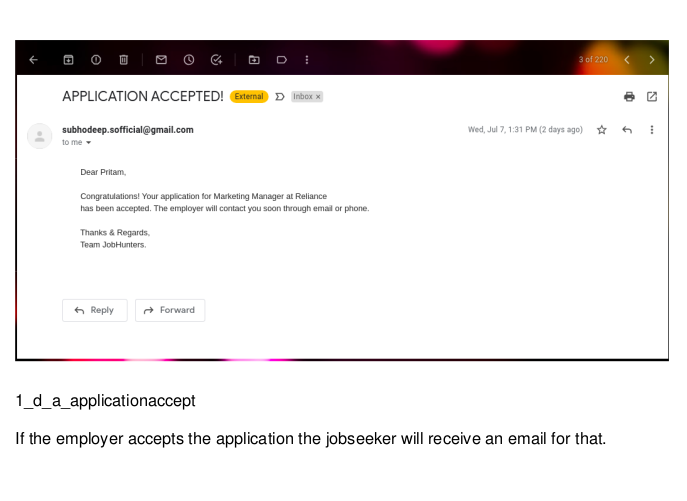 3 of 220
APPLICATION ACCEPTED! External Inbox ×
subhodeep.sofficial@gmail.com Wed, Jul 7, 1:31 PM (2 days ago)
to me
Dear Pritam,
Congratulations! Your application for Marketing Manager at Reliance
has been accepted. The employer will contact you soon through email or phone.
Thanks & Regards,
Team JobHunters.
Reply Forward
1_d_a_applicationaccept
If the employer accepts the application the jobseeker will receive an email for that.